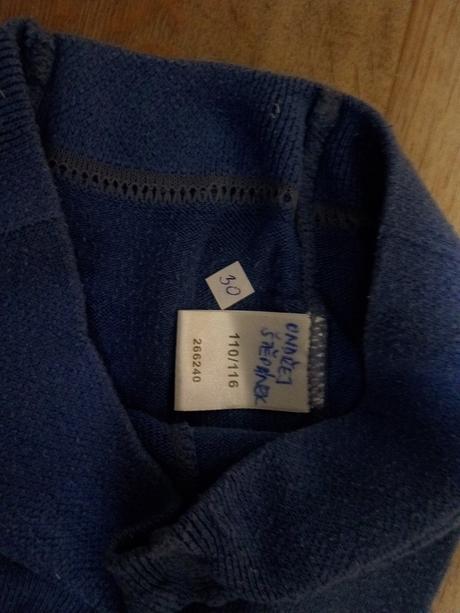 30
ONDŘEJ
ŠTĚPÁNEK
110/116
266240